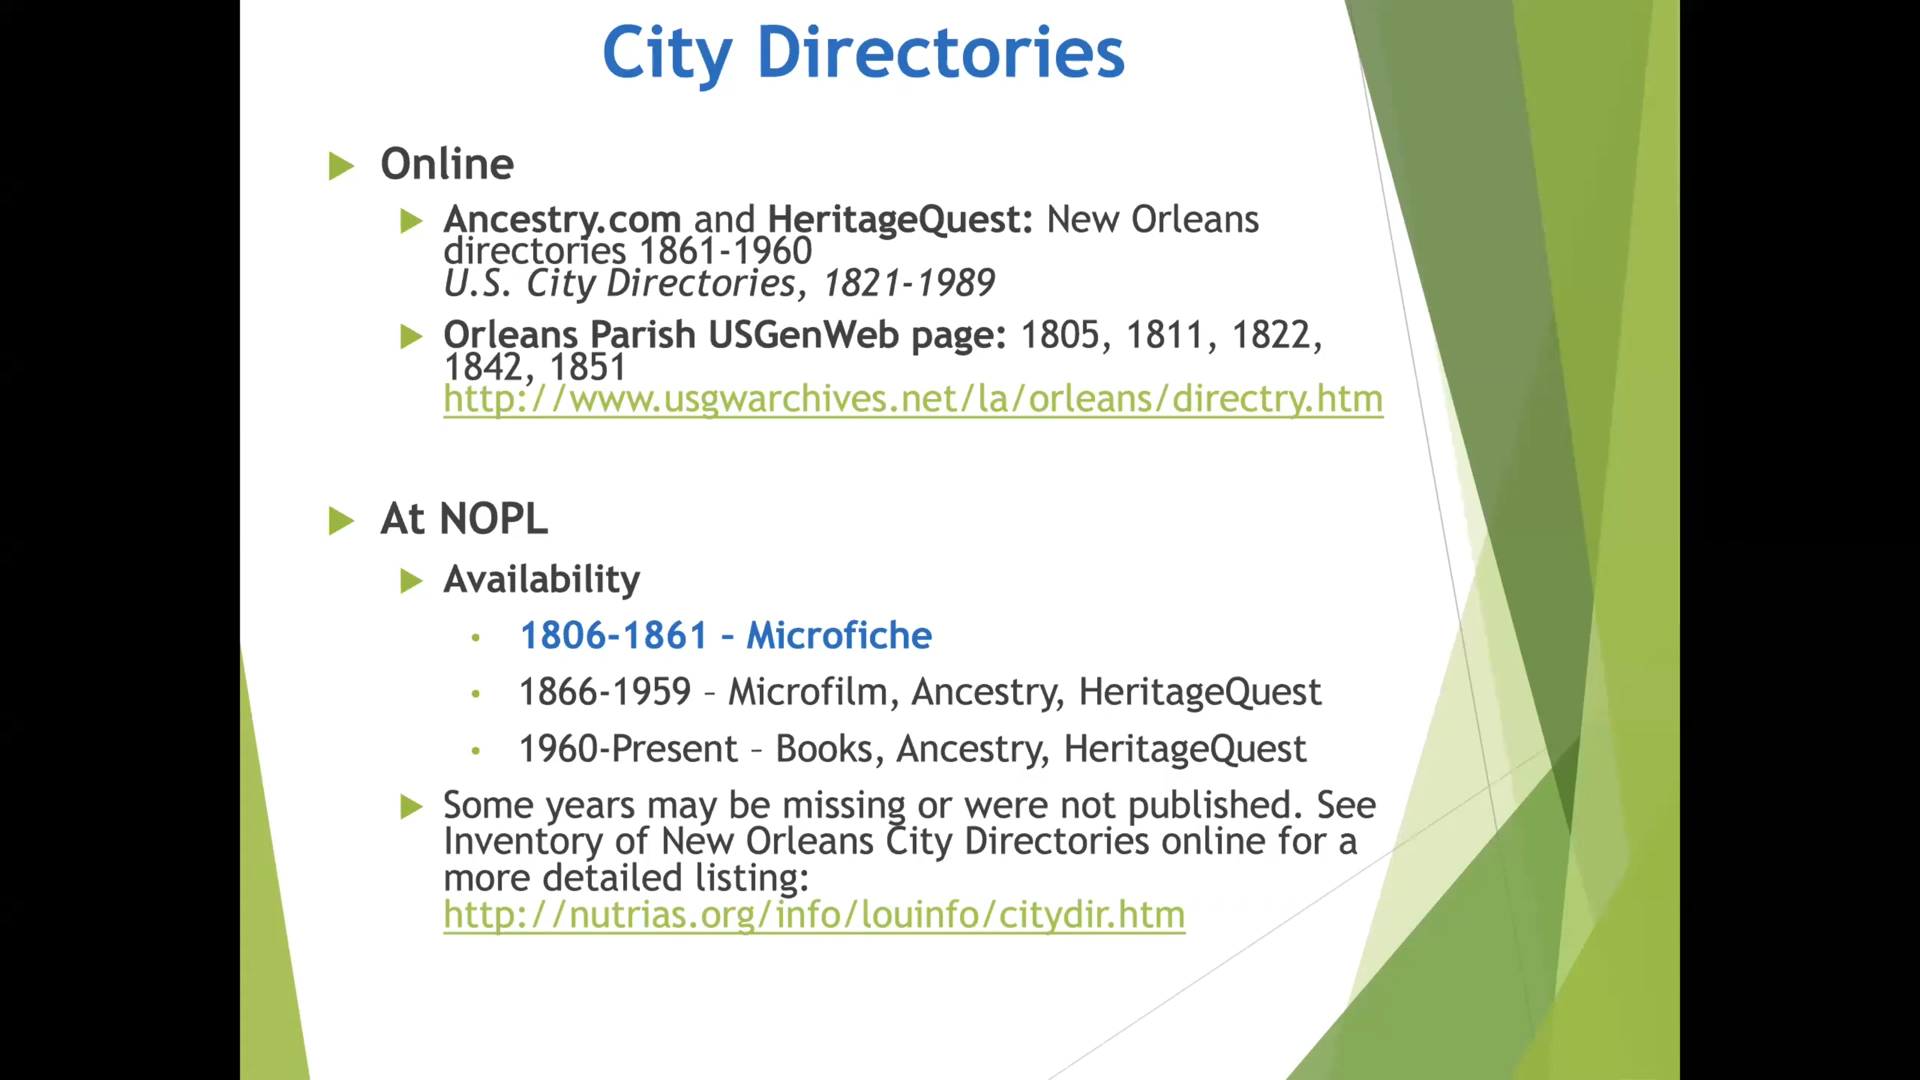 City Directories
Online
Ancestry.com and HeritageQuest: New Orleans
directories 1861-1960
U.S. City Directories, 1821-1989
Orleans Parish USGenWeb page: 1805, 1811, 1822,
1842, 1851
http://www.usgwarchives.net/la/orleans/directry.htm
At NOPL
Availability
1806-1861 – Microfiche
1866-1959 – Microfilm, Ancestry, HeritageQuest
1960-Present – Books, Ancestry, HeritageQuest
Some years may be missing or were not published. See
Inventory of New Orleans City Directories online for a
more detailed listing:
http://nutrias.org/info/louinfo/citydir.htm